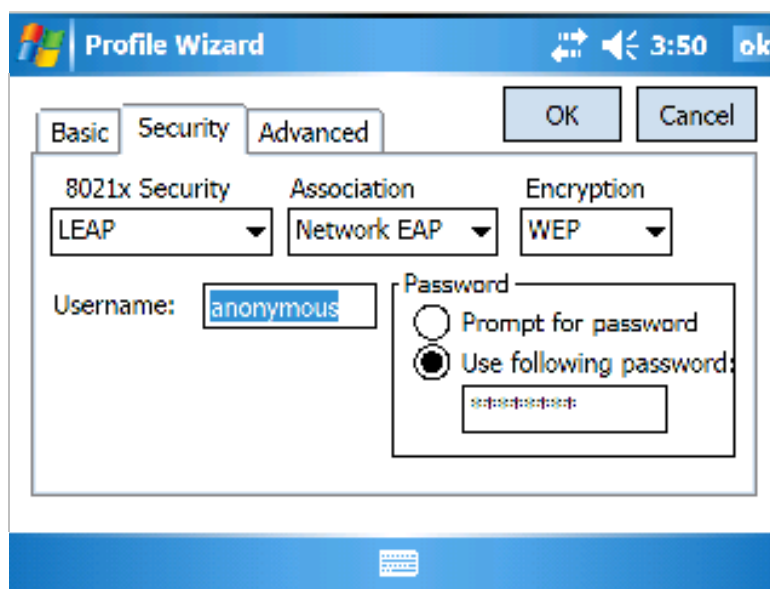 Profile Wizard 3:50 ok
OK Cancel
Basic Security Advanced
8021x Security Association Encryption
LEAP Network EAP WEP
Username: anonymous
Password
Prompt for password
Use following password:
********